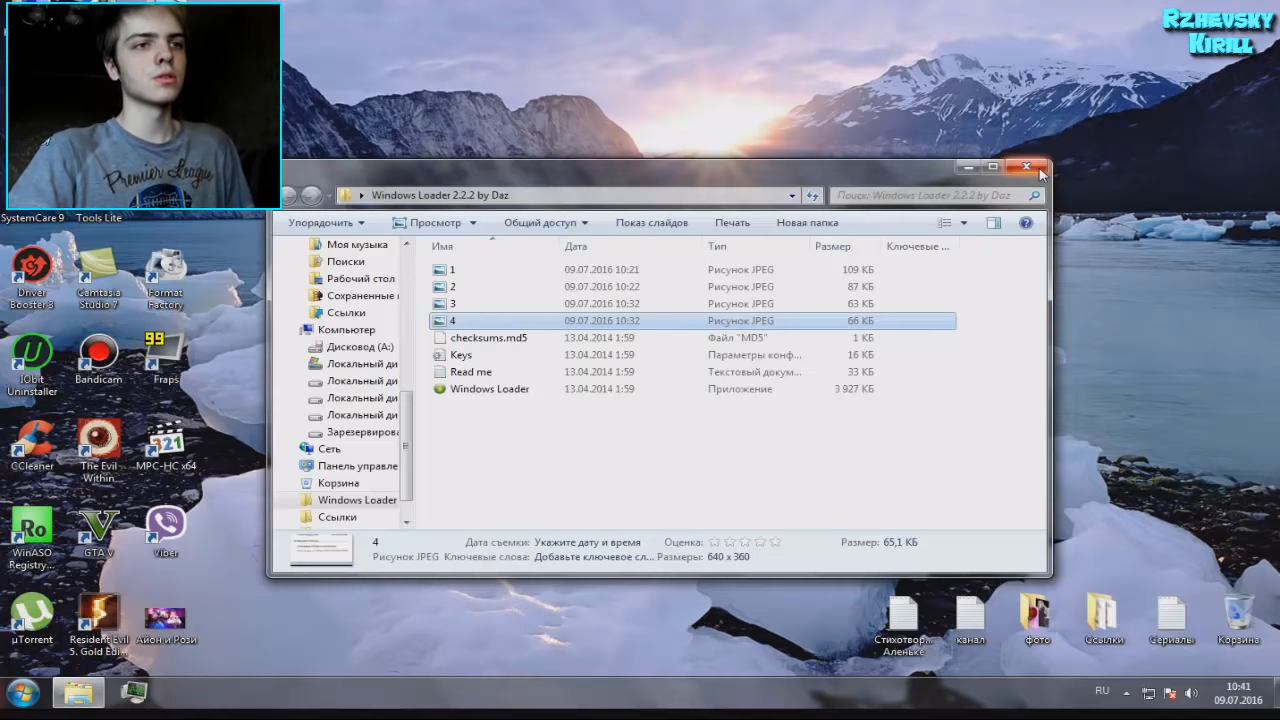 Rzhevsky
Kirill
Premier League
SystemCare 9
Tools Lite
Windows Loader 2.2.2 by Daz
Поиск: Windows Loader 2.2.2 by Daz
Упорядочить
Просмотр
Общий доступ
Показ слайдов
Печать
Новая папка
Моя музыка
Поиски
Рабочий стол
Сохраненные
Ссылки
Компьютер
Дисковод (A:)
Локальный ди
Локальный ди
Локальный ди
Локальный ди
Зарезервирова
Сеть
Панель управле
Корзина
Windows Loader
Ссылки
Имя Дата Тип Размер Ключевые ...
1 09.07.2016 10:21 Рисунок JPEG 109 КБ
2 09.07.2016 10:22 Рисунок JPEG 87 КБ
3 09.07.2016 10:32 Рисунок JPEG 63 КБ
4 09.07.2016 10:32 Рисунок JPEG 66 КБ
checksums.md5 13.04.2014 1:59 Файл "MD5" 1 КБ
Keys 13.04.2014 1:59 Параметры конф... 16 КБ
Read me 13.04.2014 1:59 Текстовый докум... 33 КБ
Windows Loader 13.04.2014 1:59 Приложение 3 927 КБ
4 Дата съемки: Укажите дату и время Оценка: Размер: 65,1 КБ
Рисунок JPEG Ключевые слова: Добавьте ключевое сл... Размеры: 640 x 360
Driver
Booster 3
Camtasia
Studio 7
Format
Factory
IObit
Uninstaller
Bandicam
99
Fraps
CCleaner
The Evil
Within
321
MPC-HC x64
Ro
WinASO
Registry...
V
GTA V
Viber
µTorrent
Resident Evil
5. Gold Edi...
Айон и Рози
Стихотвор...
Аленьке
канал
фото
Ссылки
Сериалы
Корзина
RU
10:41
09.07.2016